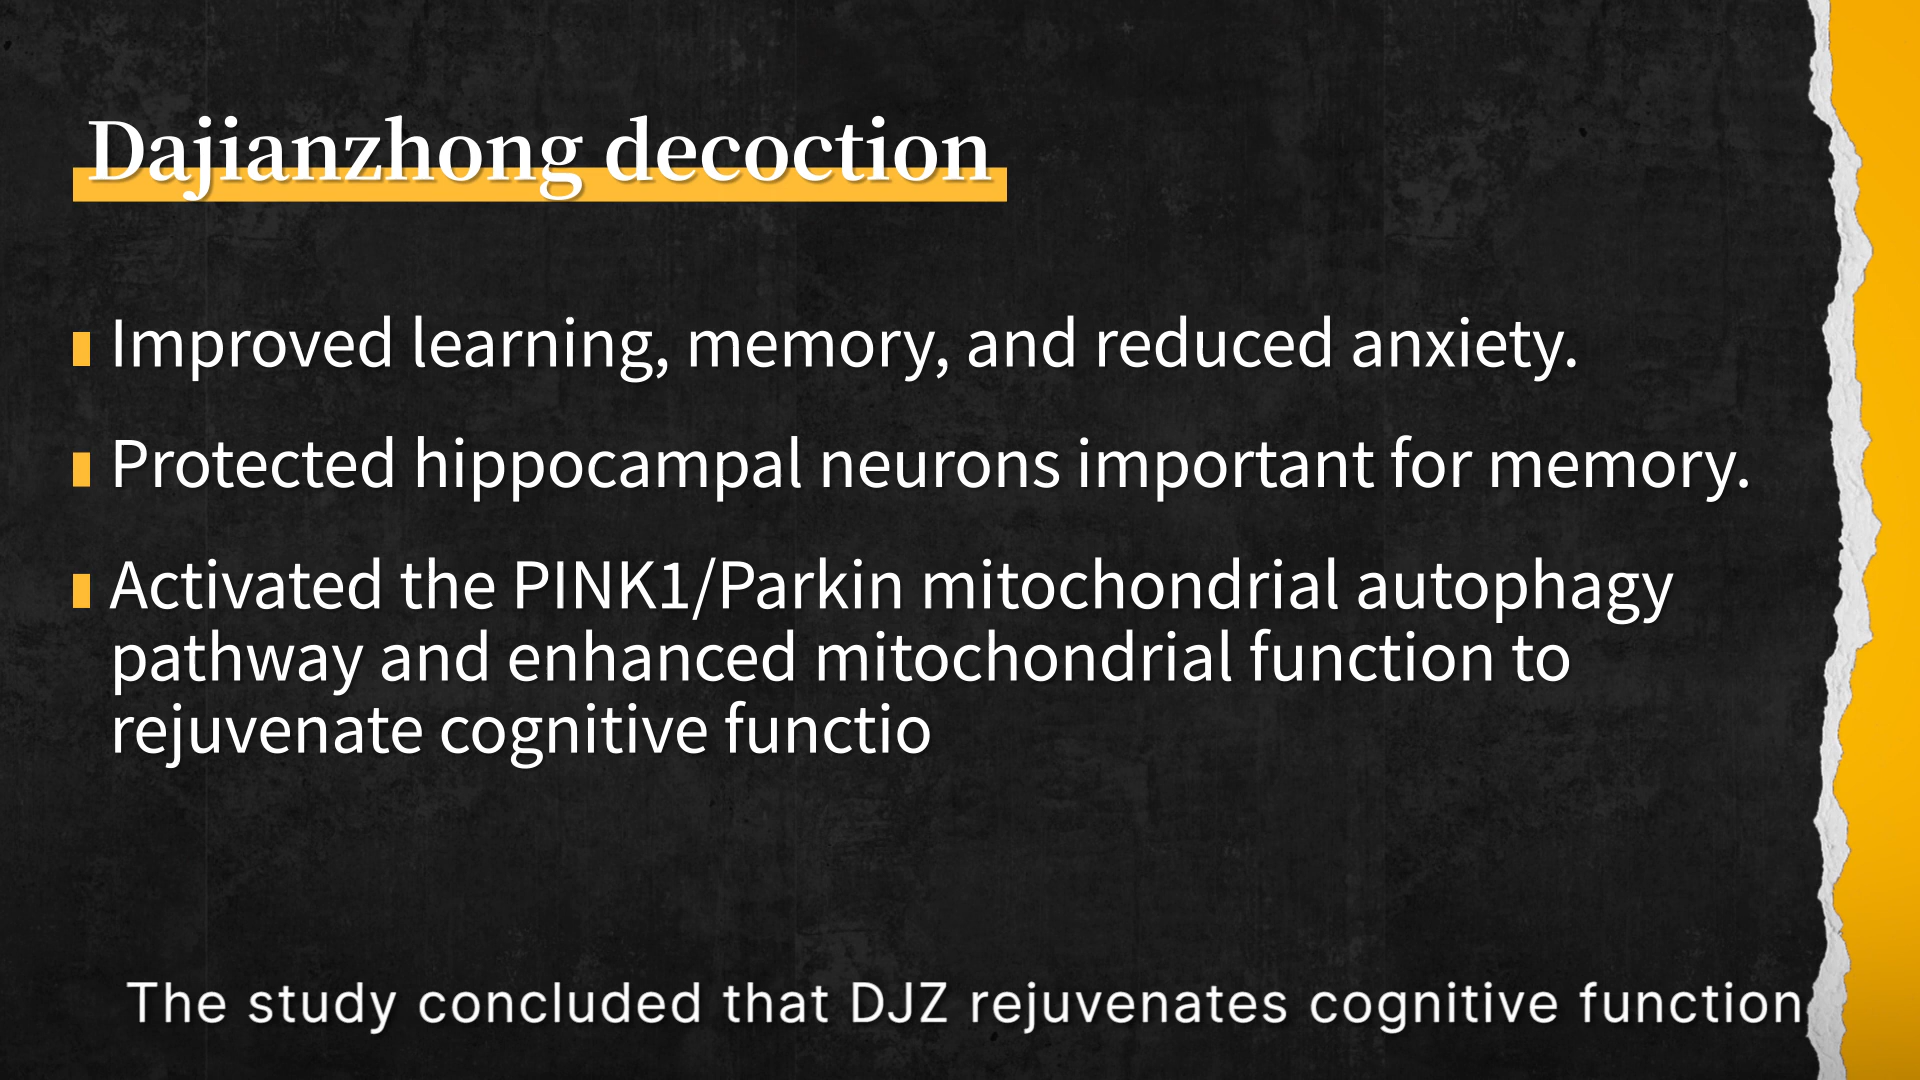 Dajianzhong decoction
Improved learning, memory, and reduced anxiety.
Protected hippocampal neurons important for memory.
Activated the PINK1/Parkin mitochondrial autophagy
pathway and enhanced mitochondrial function to
rejuvenate cognitive functio
The study concluded that DJZ rejuvenates cognitive function